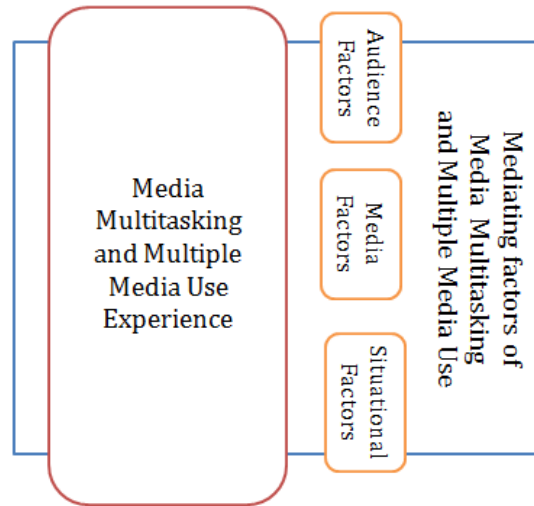 Media
Multitasking
and Multiple
Media Use
Experience
Audience
Factors
Media
Factors
Situational
Factors
Mediating factors of
Media Multitasking
and Multiple Media Use